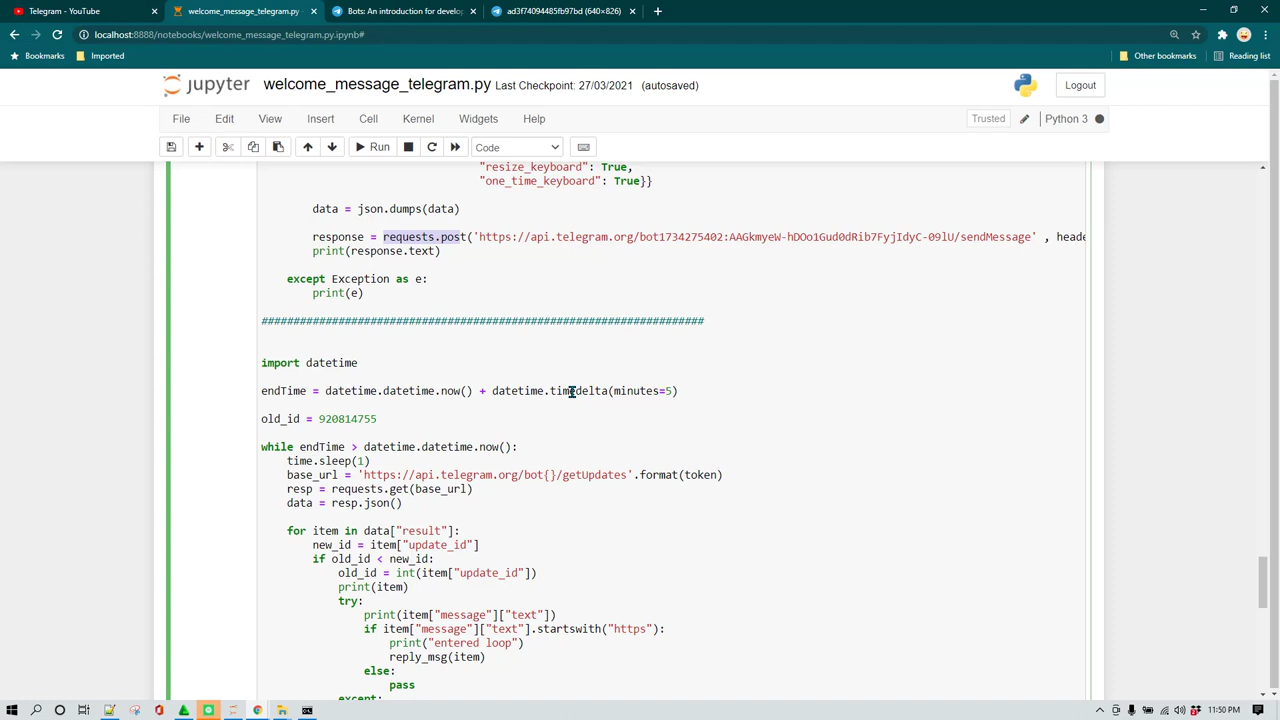 Telegram - YouTube
welcome_message_telegram.py
Bots: An introduction for develop
ad3f74094485fb97bd (640×826)
localhost:8888/notebooks/welcome_message_telegram.py.ipynb#
Bookmarks
Imported
Other bookmarks
Reading list
jupyter
welcome_message_telegram.py Last Checkpoint: 27/03/2021 (autosaved)
Logout
File Edit View Insert Cell Kernel Widgets Help
Trusted
Python 3
Run
Code
"resize_keyboard": True,
"one_time_keyboard": True}}
data = json.dumps(data)
response = requests.post('https://api.telegram.org/bot1734275402:AAGkmyeW-hDOo1Gud0dRib7FyjIdyC-09lU/sendMessage' , heade
print(response.text)
except Exception as e:
print(e)
#####################################################################
import datetime
endTime = datetime.datetime.now() + datetime.timedelta(minutes=5)
old_id = 920814755
while endTime > datetime.datetime.now():
time.sleep(1)
base_url = 'https://api.telegram.org/bot{}/getUpdates'.format(token)
resp = requests.get(base_url)
data = resp.json()
for item in data["result"]:
new_id = item["update_id"]
if old_id < new_id:
old_id = int(item["update_id"])
print(item)
try:
print(item["message"]["text"])
if item["message"]["text"].startswith("https"):
print("entered loop")
reply_msg(item)
else:
pass
except:
11:50 PM